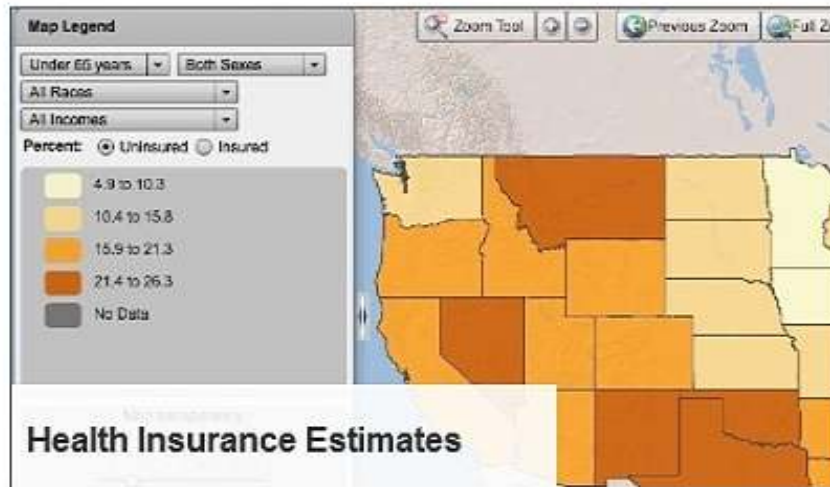 Map Legend
Zoom Tool
Previous Zoom
Full Z
Under 65 years
Both Sexes
All Races
All Incomes
Percent: Uninsured Insured
4.9 to 10.3
10.4 to 15.8
15.9 to 21.3
21.4 to 26.3
No Data
Health Insurance Estimates